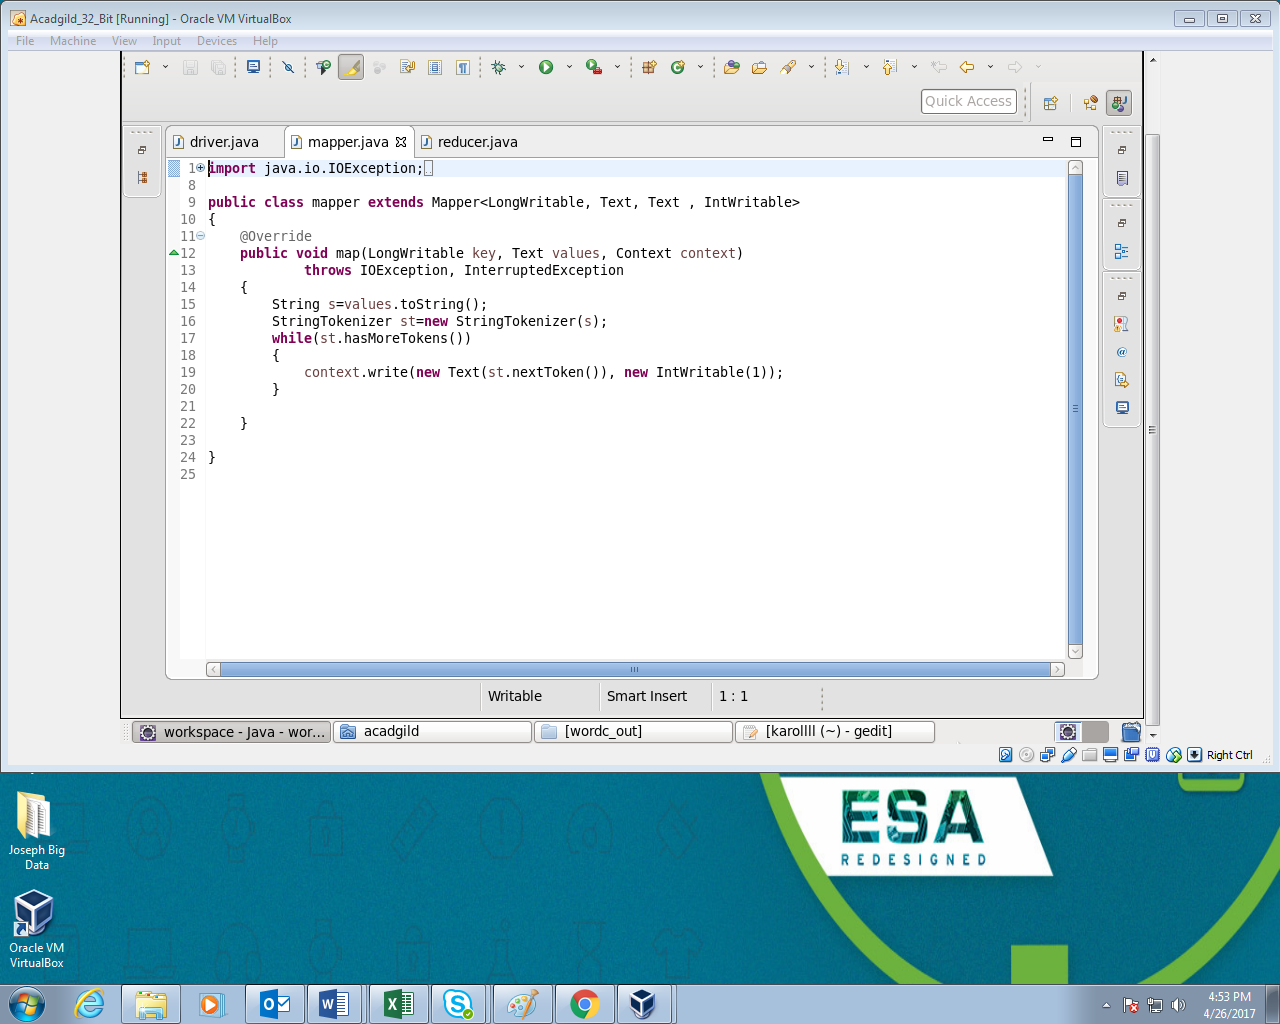 Acadgild_32_Bit [Running] - Oracle VM VirtualBox
File Machine View Input Devices Help
Quick Access
driver.java mapper.java reducer.java
1 import java.io.IOException;
8
9 public class mapper extends Mapper<LongWritable, Text, Text , IntWritable>
10 {
11 @Override
12 public void map(LongWritable key, Text values, Context context)
13 throws IOException, InterruptedException
14 {
15 String s=values.toString();
16 StringTokenizer st=new StringTokenizer(s);
17 while(st.hasMoreTokens())
18 {
19 context.write(new Text(st.nextToken()), new IntWritable(1));
20 }
21
22 }
23
24 }
25
Writable Smart Insert 1 : 1
workspace - Java - wor... acadgild [wordc_out] [karollll (~) - gedit]
Right Ctrl
ESA
REDESIGNED
Joseph Big
Data
Oracle VM
VirtualBox
4:53 PM
4/26/2017